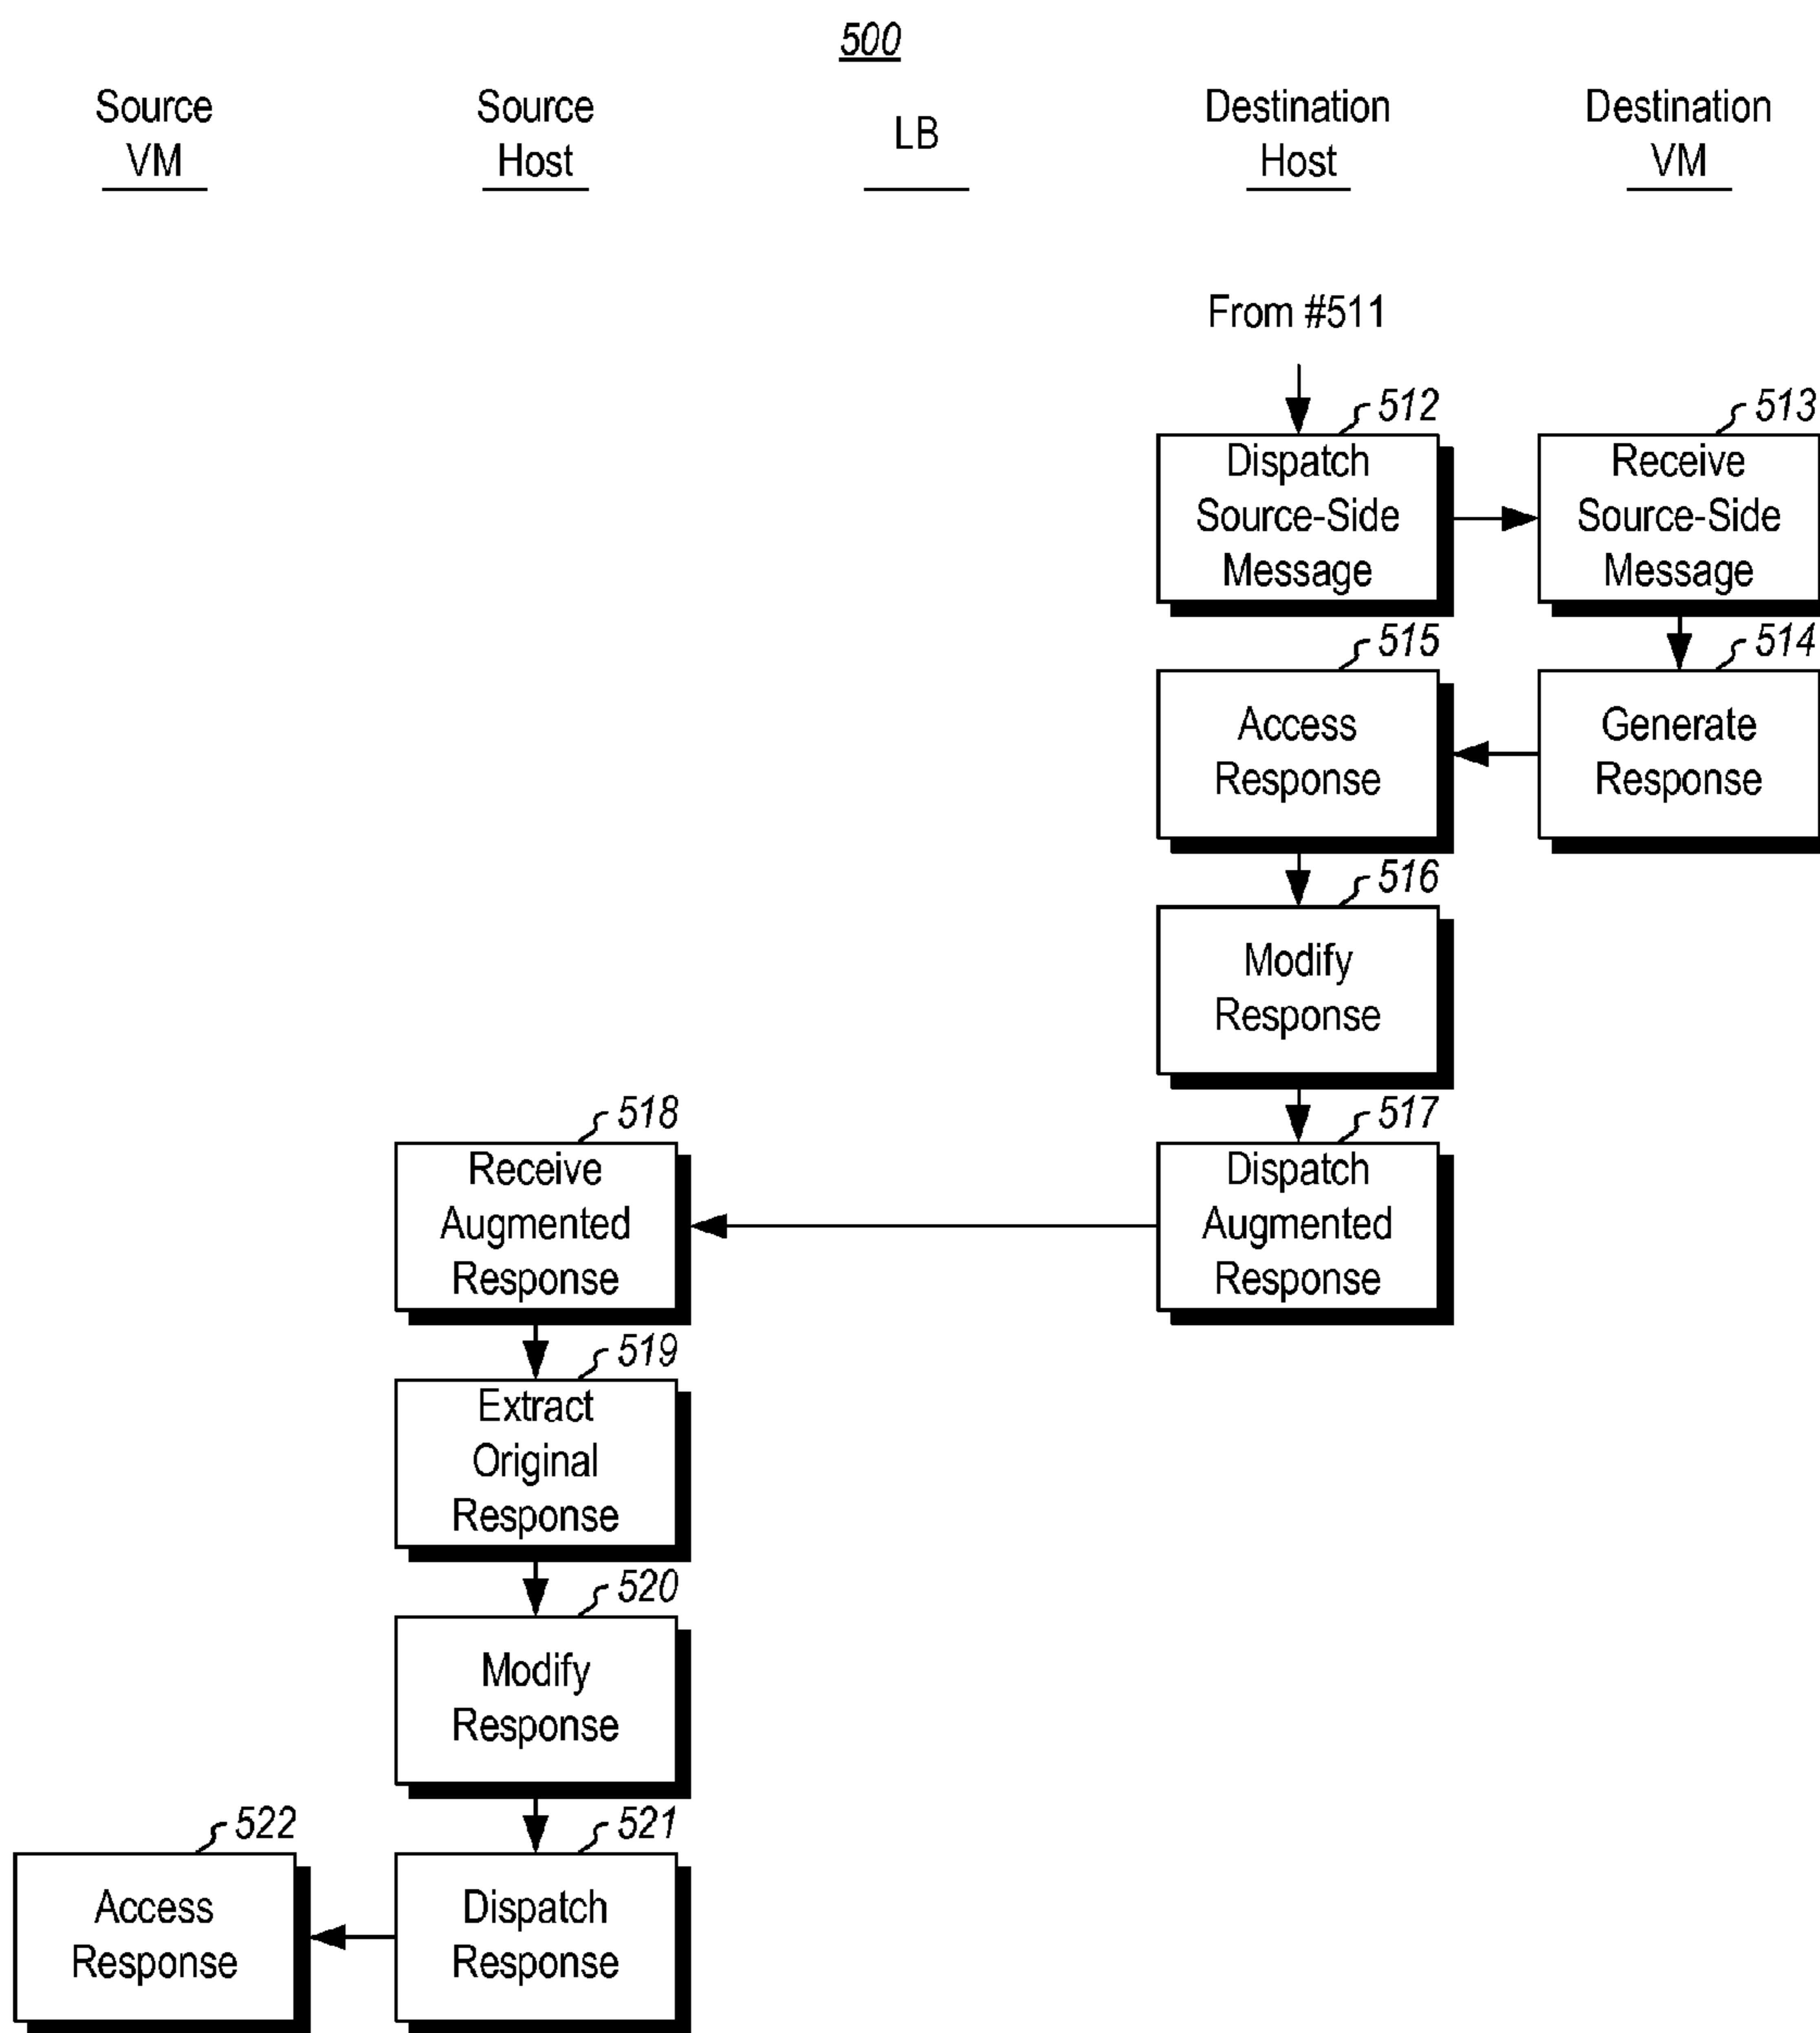 500
Source
VM
Source
Host
LB
Destination
Host
Destination
VM
From #511
512
Dispatch
Source-Side
Message
513
Receive
Source-Side
Message
514
Generate
Response
515
Access
Response
516
Modify
Response
517
Dispatch
Augmented
Response
518
Receive
Augmented
Response
519
Extract
Original
Response
520
Modify
Response
521
Dispatch
Response
522
Access
Response